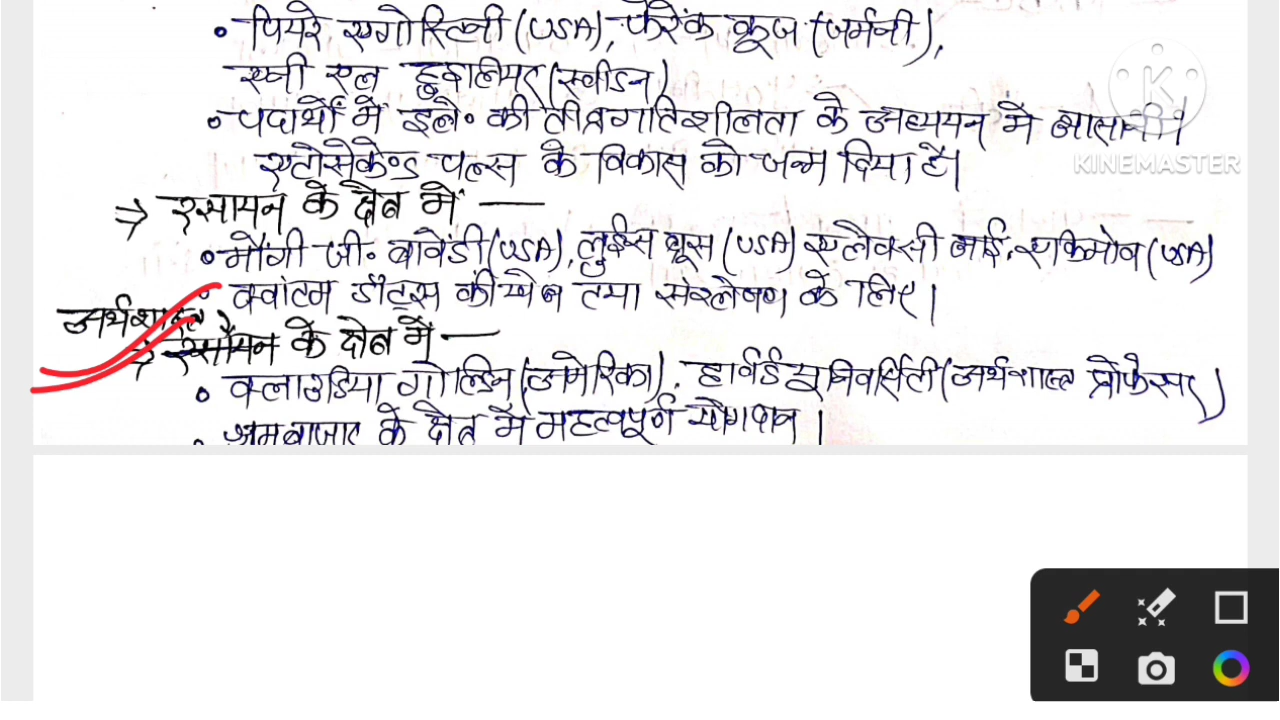 • पियरे एगोस्टिनी (USA), फेरेंक क्रूज (जर्मनी),
एनी एल हुइलियर (स्वीडन)
• पदार्थों में इले० की तीव्रगतिशीलता के अध्ययन में आसानी।
एटोसेकेण्ड पल्स के विकास को जन्म दिया है।
KINEMASTER
⇒ रसायन के क्षेत्र में —
• मोंगी जी. बावेंडी (USA), लुईस ब्रूस (USA) एलेक्सी आई. एकिमोव (USA)
• क्वांटम डॉट्स की खोज तथा संश्लेषण के लिए।
अर्थशास्त्र
⇒ रसायन के क्षेत्र में —
• क्लाउडिया गोल्डिन (अमेरिका). हार्वर्ड यूनिवर्सिटी (अर्थशास्त्र प्रोफेसर)
• श्रम बाजार के क्षेत्र में महत्वपूर्ण योगदान।